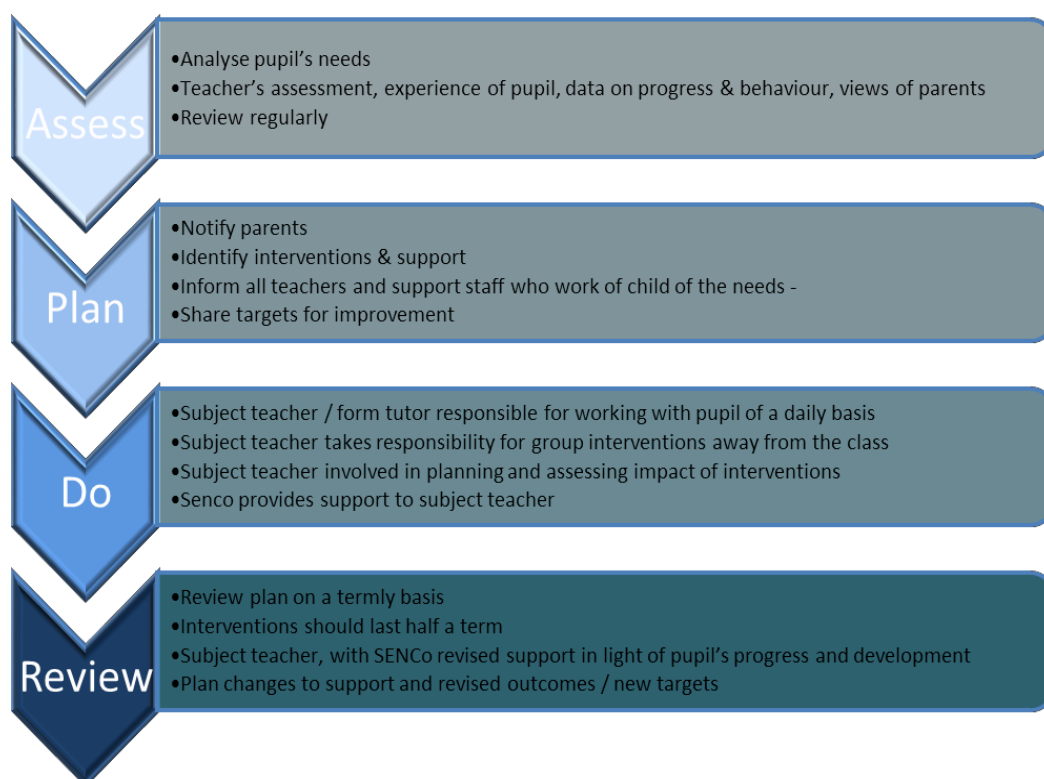 Assess
•Analyse pupil's needs
•Teacher's assessment, experience of pupil, data on progress & behaviour, views of parents
•Review regularly
Plan
•Notify parents
•Identify interventions & support
•Inform all teachers and support staff who work of child of the needs -
•Share targets for improvement
Do
•Subject teacher / form tutor responsible for working with pupil of a daily basis
•Subject teacher takes responsibility for group interventions away from the class
•Subject teacher involved in planning and assessing impact of interventions
•Senco provides support to subject teacher
Review
•Review plan on a termly basis
•Interventions should last half a term
•Subject teacher, with SENCo revised support in light of pupil's progress and development
•Plan changes to support and revised outcomes / new targets